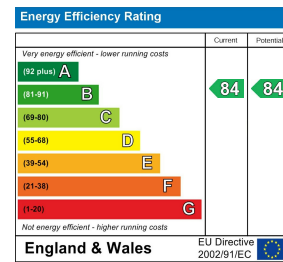 Energy Efficiency Rating
Current Potential
Very energy efficient - lower running costs
(92 plus) A
(81-91) B
84 84
(69-80) C
(55-68) D
(39-54) E
(21-38) F
(1-20) G
Not energy efficient - higher running costs
England & Wales
EU Directive
2002/91/EC